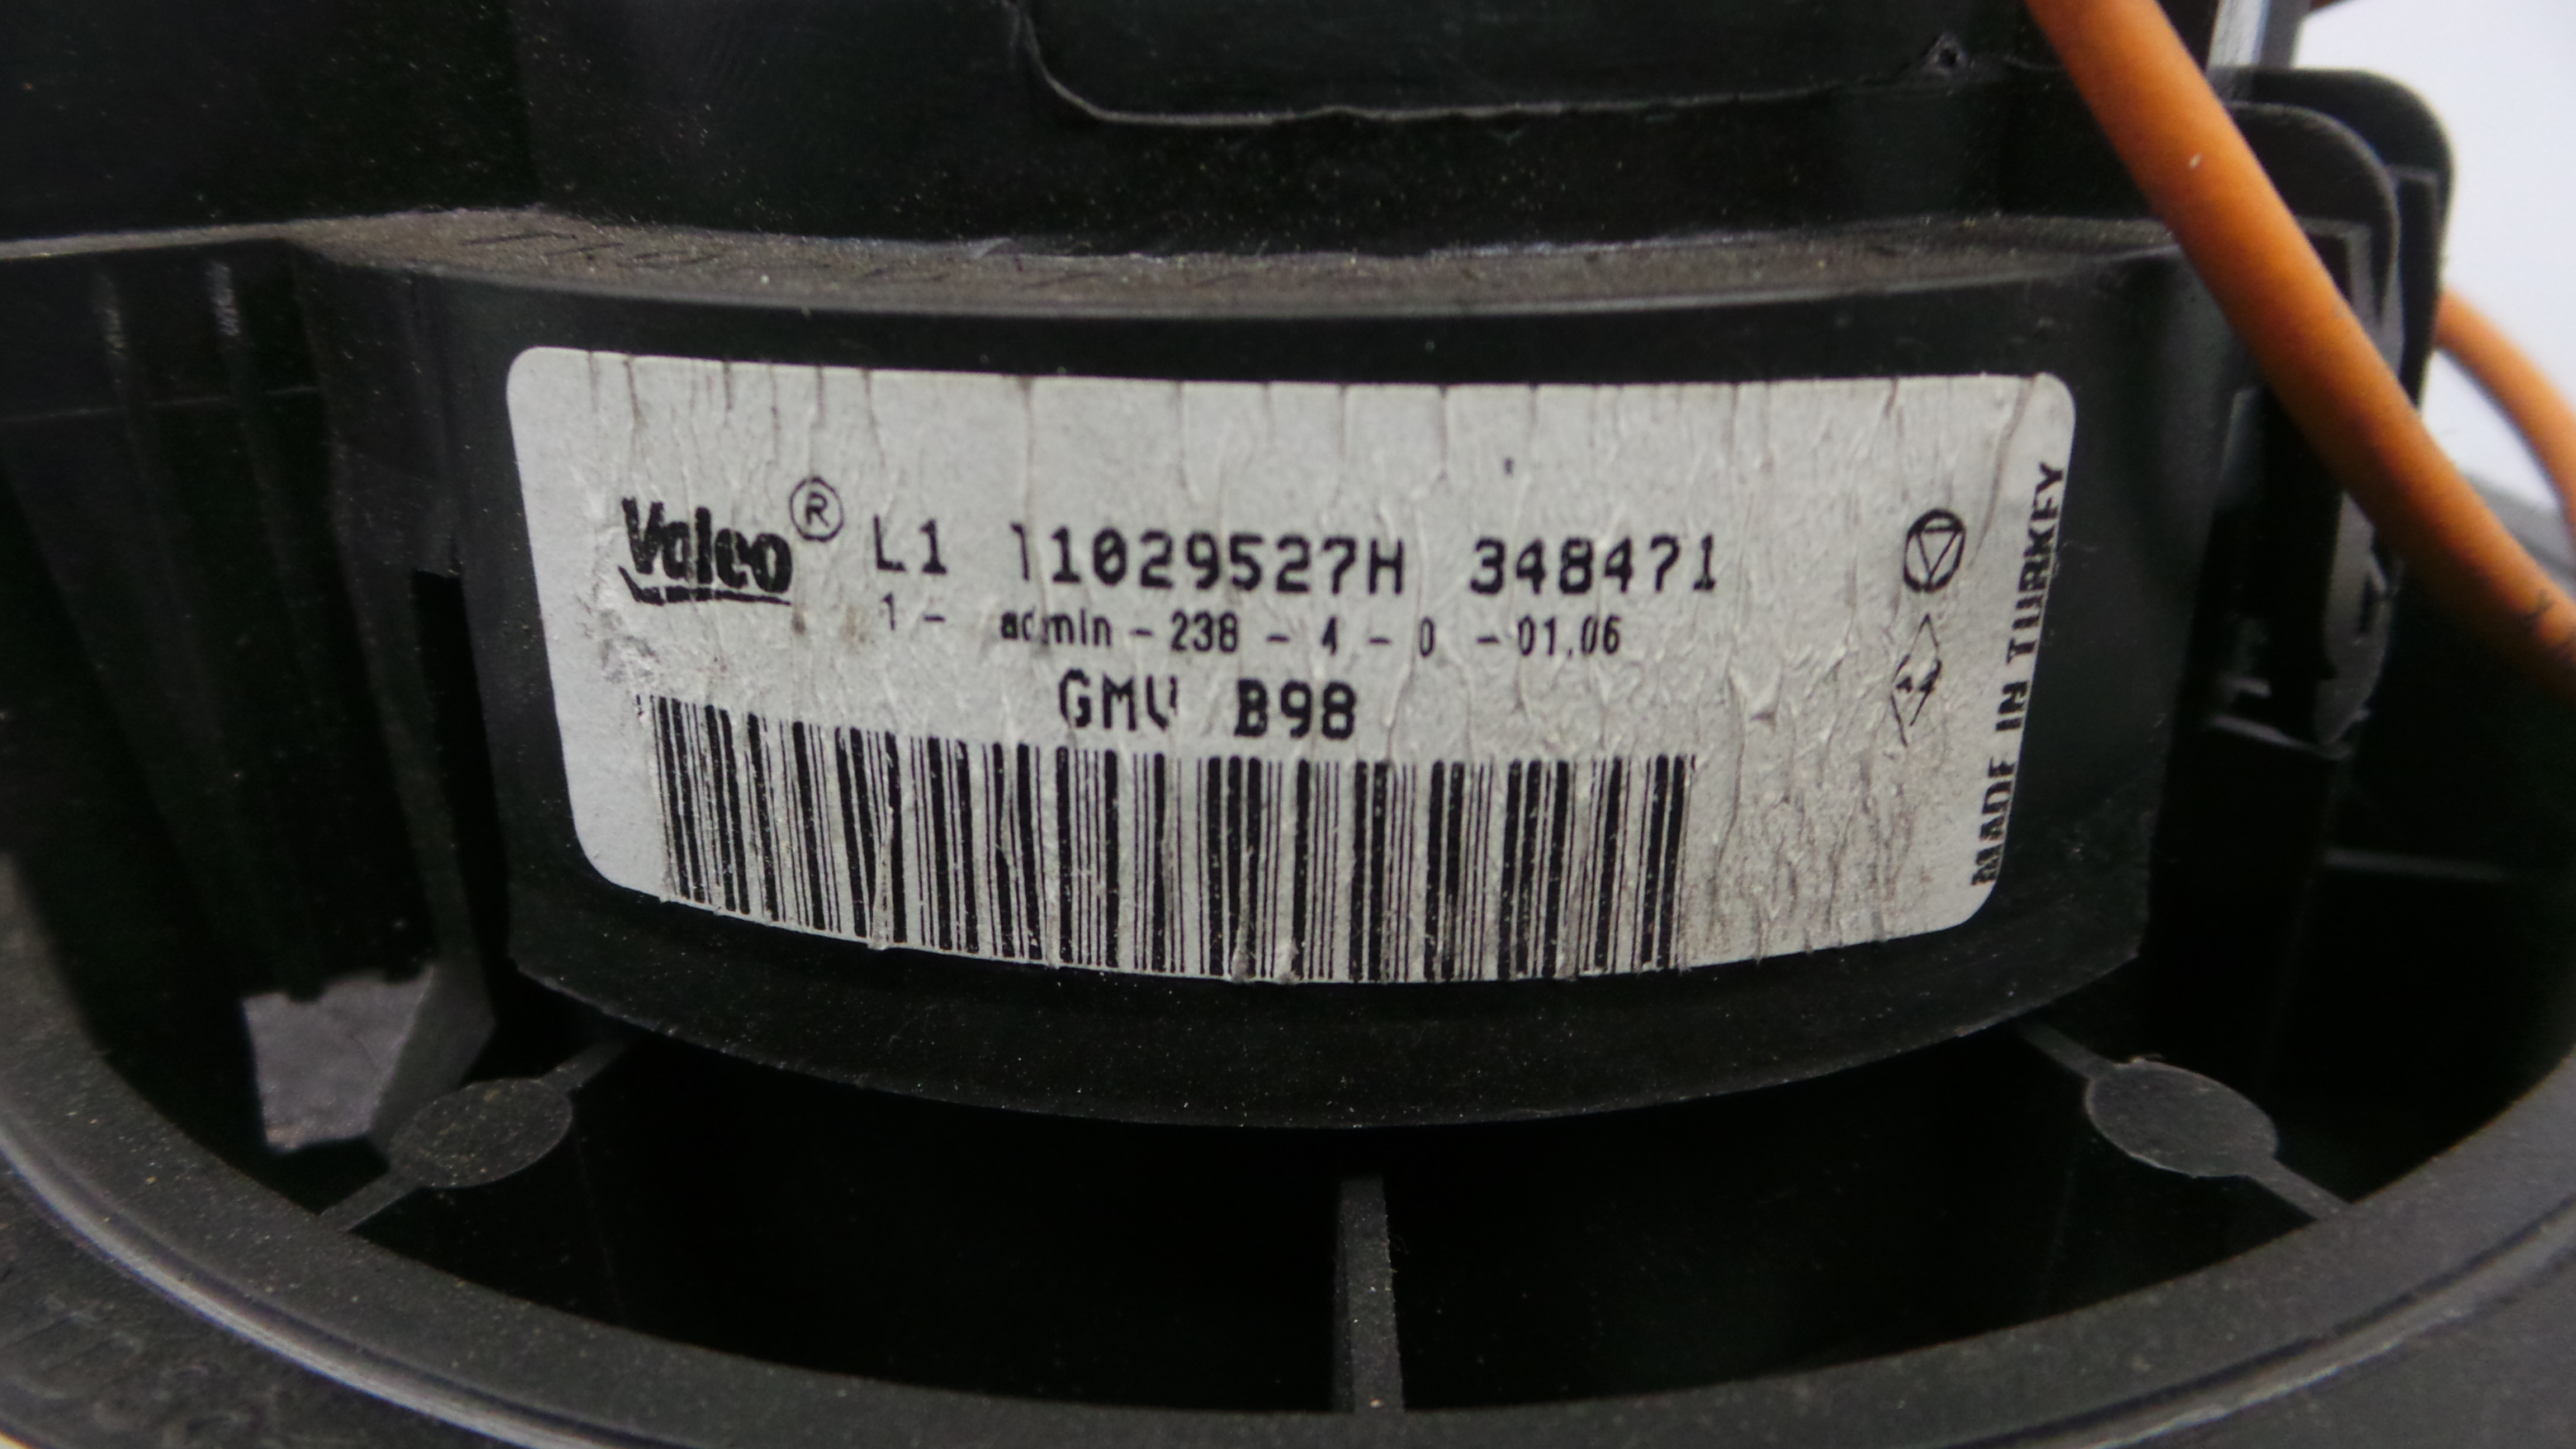 Valeo® L1 11029527H 348471
1 - admin - 238 - 4 - 0 - 01.06
GMV B98
MADE IN TURKEY